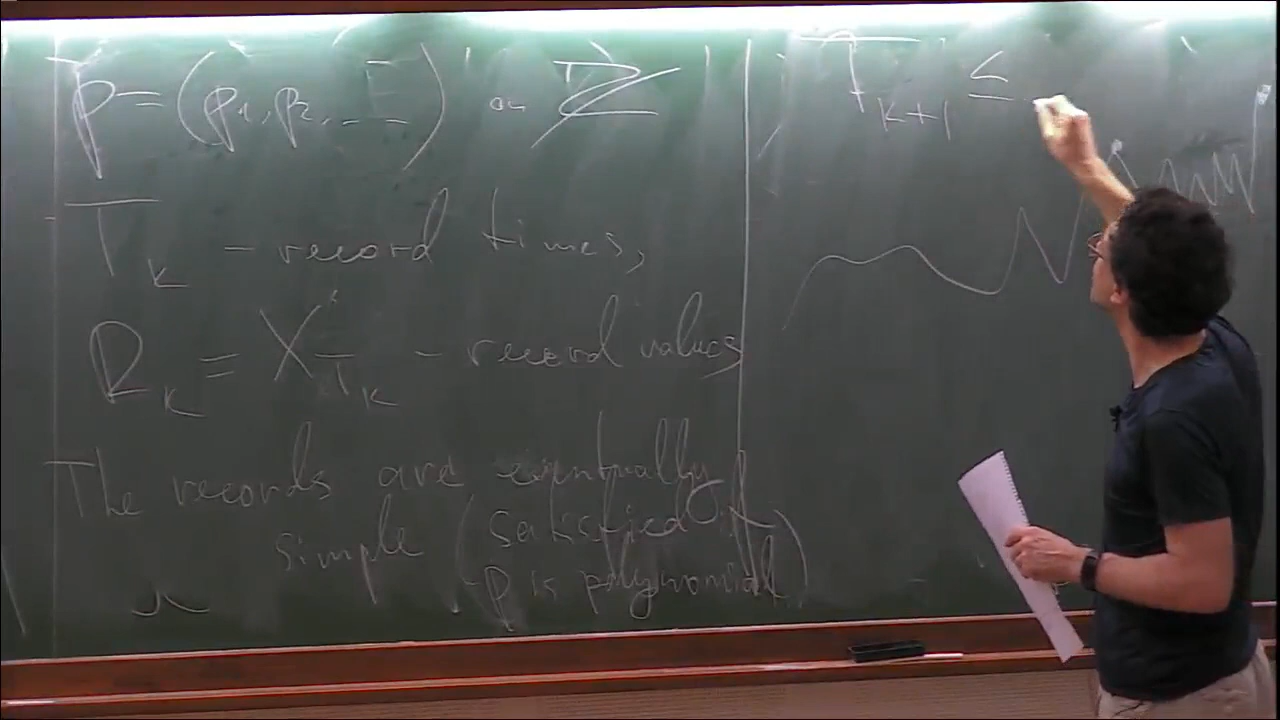 p = (p1, p2, ...) on ℤ
T_k - record times,
R_k = X_{T_k} - record values
The records are eventually
simple (satisfied if
p is polynomial)
T_{k+1} ≤